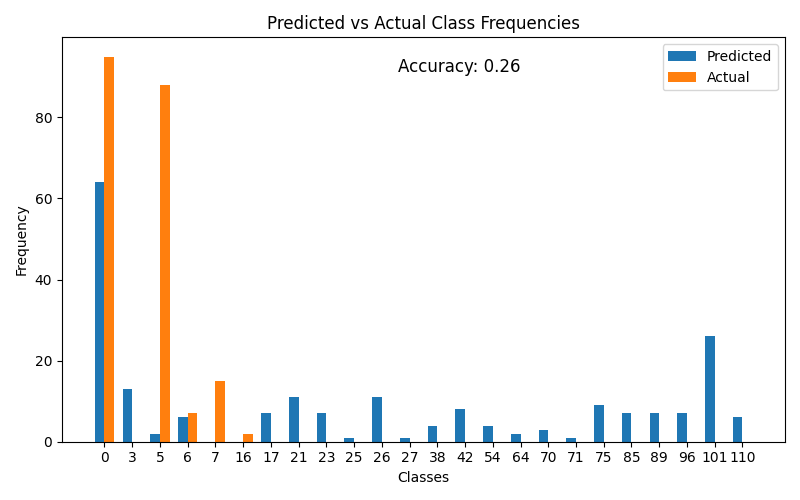 Predicted vs Actual Class Frequencies
Accuracy: 0.26
Predicted
Actual
Frequency
80
60
40
20
0
0 3 5 6 7 16 17 21 23 25 26 27 38 42 54 64 70 71 75 85 89 96 101 110
Classes